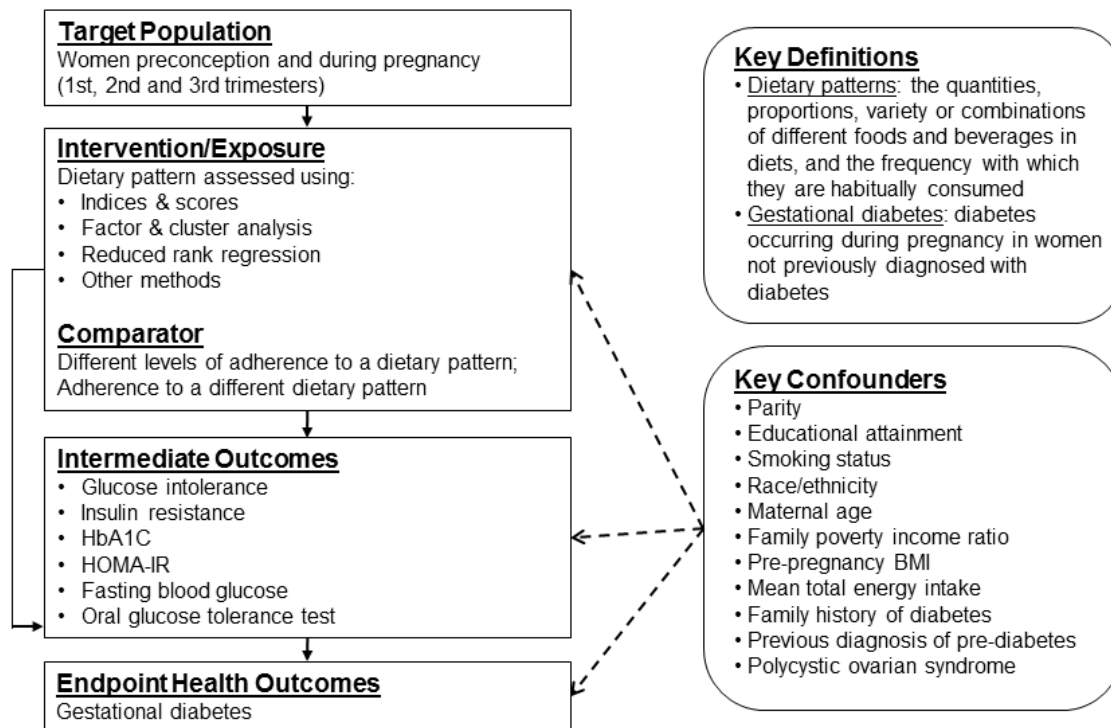 Target Population
Women preconception and during pregnancy
(1st, 2nd and 3rd trimesters)
Intervention/Exposure
Dietary pattern assessed using:
• Indices & scores
• Factor & cluster analysis
• Reduced rank regression
• Other methods
Comparator
Different levels of adherence to a dietary pattern;
Adherence to a different dietary pattern
Intermediate Outcomes
• Glucose intolerance
• Insulin resistance
• HbA1C
• HOMA-IR
• Fasting blood glucose
• Oral glucose tolerance test
Endpoint Health Outcomes
Gestational diabetes
Key Definitions
• Dietary patterns: the quantities,
proportions, variety or combinations
of different foods and beverages in
diets, and the frequency with which
they are habitually consumed
• Gestational diabetes: diabetes
occurring during pregnancy in women
not previously diagnosed with
diabetes
Key Confounders
• Parity
• Educational attainment
• Smoking status
• Race/ethnicity
• Maternal age
• Family poverty income ratio
• Pre-pregnancy BMI
• Mean total energy intake
• Family history of diabetes
• Previous diagnosis of pre-diabetes
• Polycystic ovarian syndrome